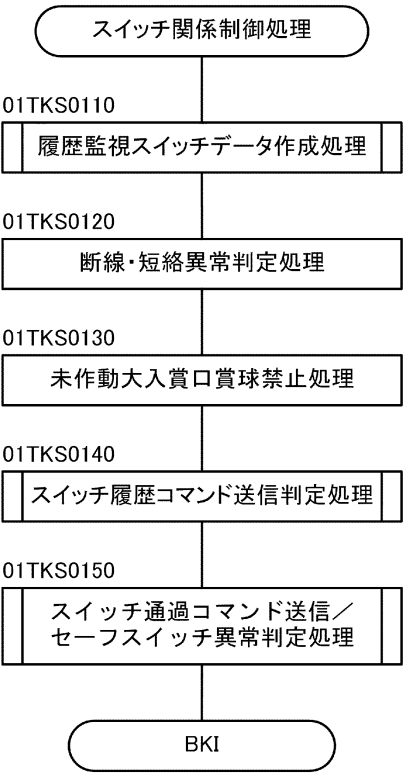 スイッチ関係制御処理
01TKS0110
履歴監視スイッチデータ作成処理
01TKS0120
断線・短絡異常判定処理
01TKS0130
未作動大入賞口賞球禁止処理
01TKS0140
スイッチ履歴コマンド送信判定処理
01TKS0150
スイッチ通過コマンド送信／
セーフスイッチ異常判定処理
BKI